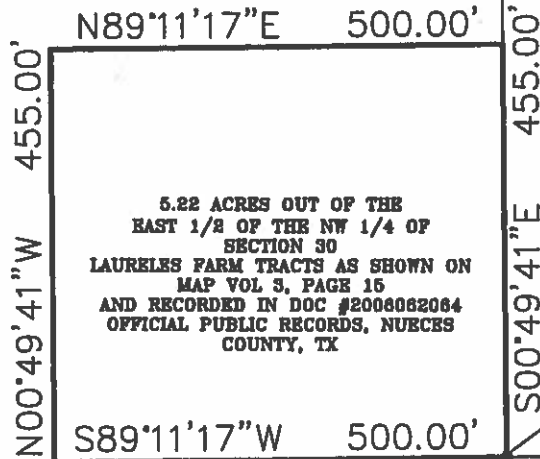 N89°11'17"E 500.00'
455.00'
N00°49'41"W
455.00'
S00°49'41"E
5.22 ACRES OUT OF THE
EAST 1/2 OF THE NW 1/4 OF
SECTION 30
LAURELES FARM TRACTS AS SHOWN ON
MAP VOL 3, PAGE 15
AND RECORDED IN DOC #2006062064
OFFICIAL PUBLIC RECORDS, NUECES
COUNTY, TX
S89°11'17"W 500.00'